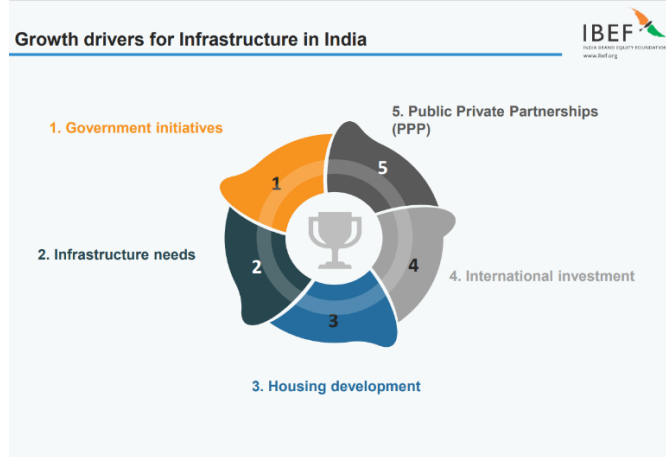 Growth drivers for Infrastructure in India
IBEF
INDIA BRAND EQUITY FOUNDATION
www.ibef.org
1. Government initiatives
5. Public Private Partnerships
(PPP)
2. Infrastructure needs
4. International investment
3. Housing development
1
5
2
4
3